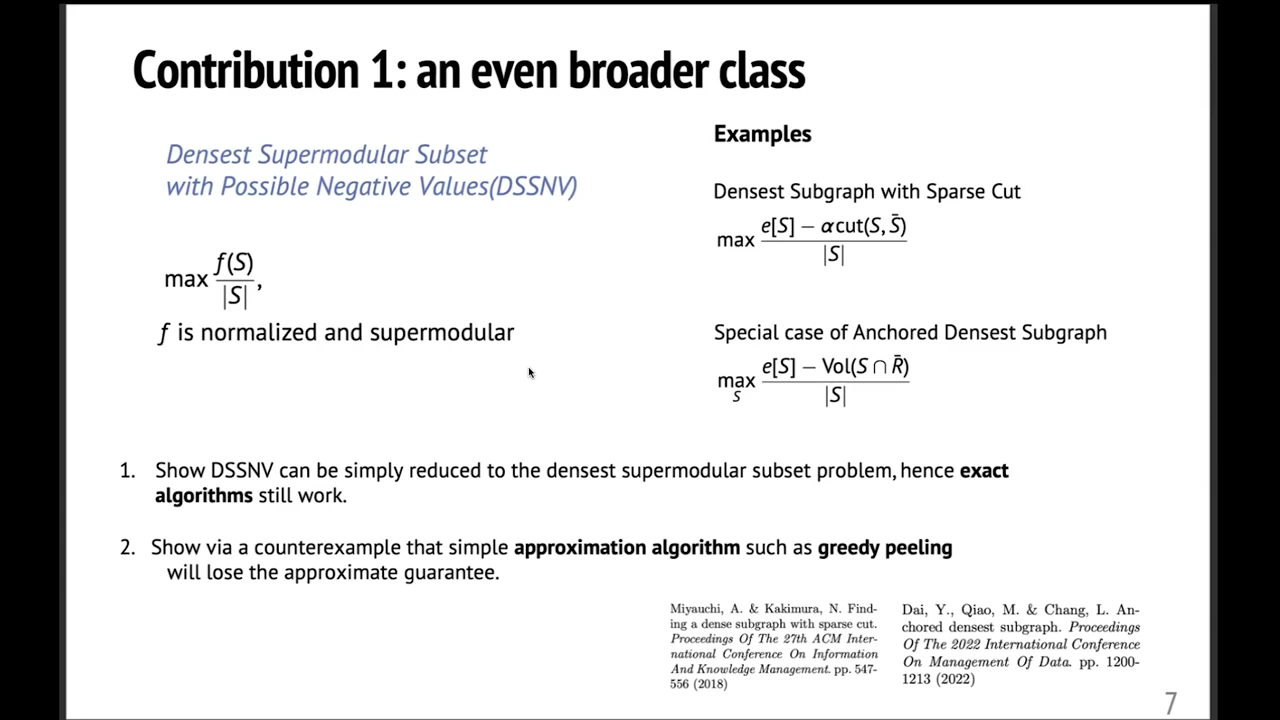 Contribution 1: an even broader class
Densest Supermodular Subset
with Possible Negative Values(DSSNV)
max f(S)/|S|,
f is normalized and supermodular
Examples
Densest Subgraph with Sparse Cut
max e[S] − αcut(S, S̄)/|S|
Special case of Anchored Densest Subgraph
max e[S] − Vol(S ∩ R̄)/|S|
S
1. Show DSSNV can be simply reduced to the densest supermodular subset problem, hence exact
algorithms still work.
2. Show via a counterexample that simple approximation algorithm such as greedy peeling
will lose the approximate guarantee.
Miyauchi, A. & Kakimura, N. Find-
ing a dense subgraph with sparse cut.
Proceedings Of The 27th ACM Inter-
national Conference On Information
And Knowledge Management. pp. 547-
556 (2018)
Dai, Y., Qiao, M. & Chang, L. An-
chored densest subgraph. Proceedings
Of The 2022 International Conference
On Management Of Data. pp. 1200-
1213 (2022)
7